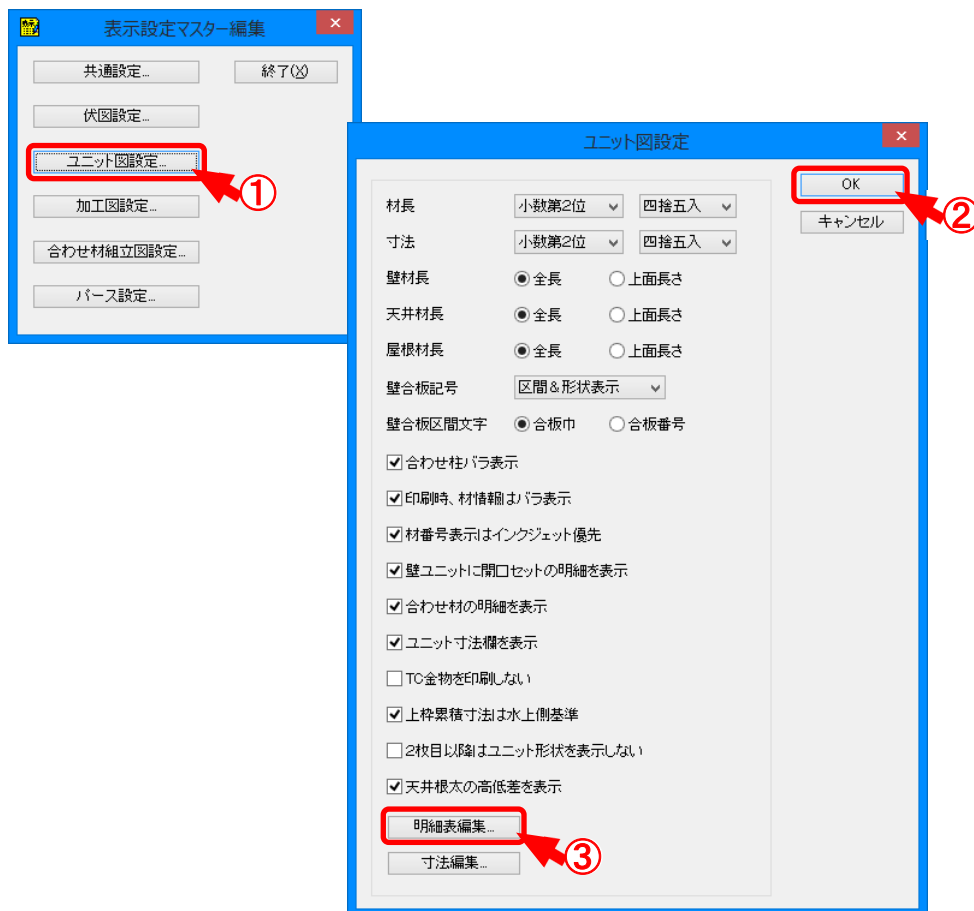 表示設定マスター編集
×
共通設定...
終了(X)
伏図設定...
ユニット図設定...
①
加工図設定...
合わせ材組立図設定...
パース設定...
ユニット図設定
×
OK
②
キャンセル
材長 小数第2位 四捨五入
寸法 小数第2位 四捨五入
壁材長 全長 上面長さ
天井材長 全長 上面長さ
屋根材長 全長 上面長さ
壁合板記号 区間&形状表示
壁合板区間文字 合板巾 合板番号
合わせ柱バラ表示
印刷時、材情報はバラ表示
材番号表示はインクジェット優先
壁ユニットに開口セットの明細を表示
合わせ材の明細を表示
ユニット寸法欄を表示
TC金物を印刷しない
上枠累積寸法は水上側基準
2枚目以降はユニット形状を表示しない
天井根太の高低差を表示
明細表編集...
③
寸法編集...